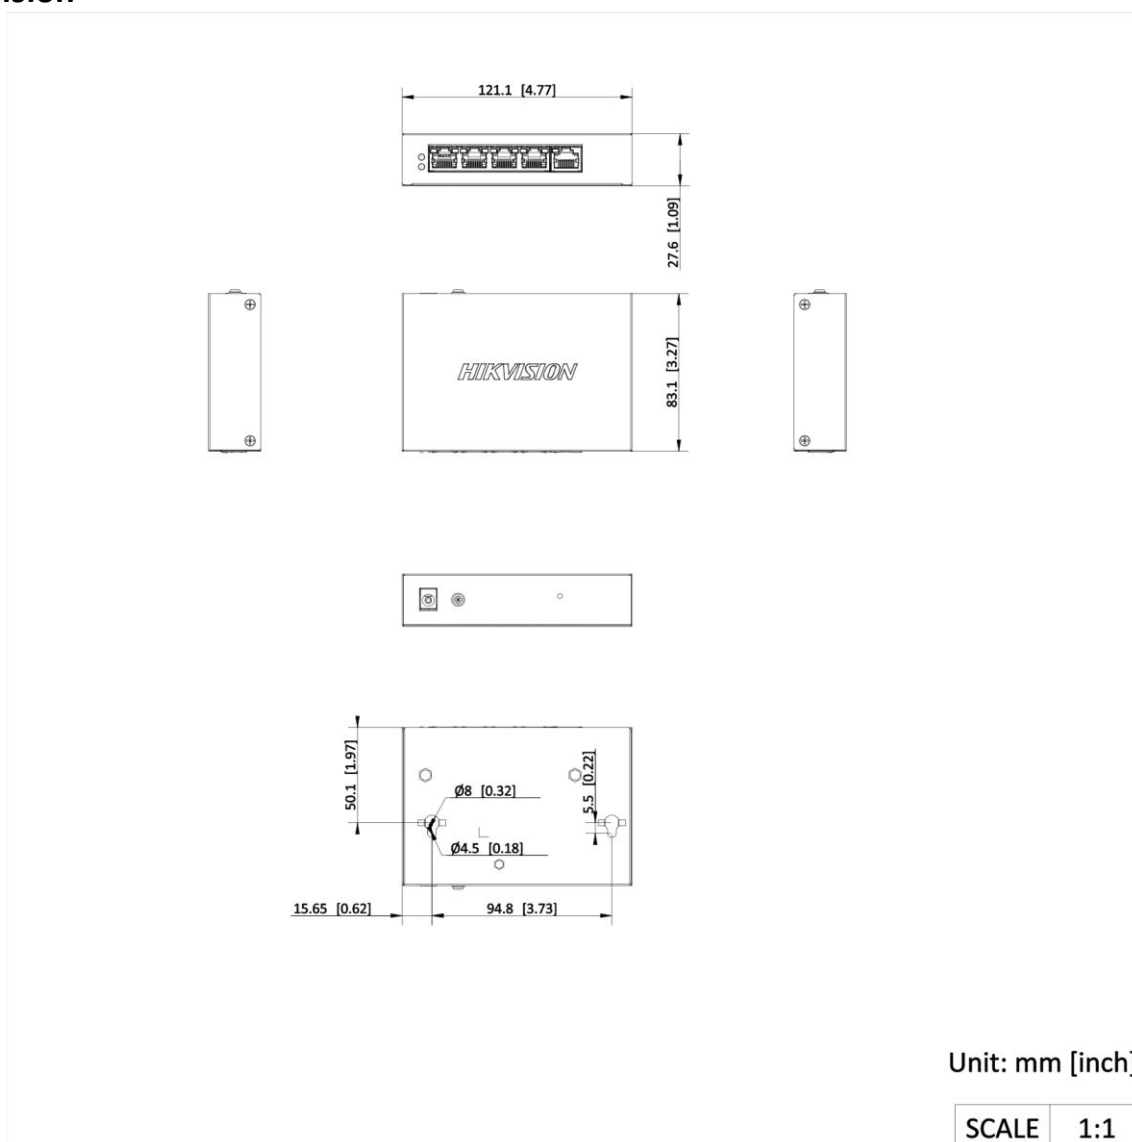 121.1 [4.77]
27.6 [1.09]
83.1 [3.27]
HIKVISION
50.1 [1.97]
Ø8 [0.32]
5.5 [0.22]
Ø4.5 [0.18]
15.65 [0.62]
94.8 [3.73]
Unit: mm [inch]
SCALE 1:1